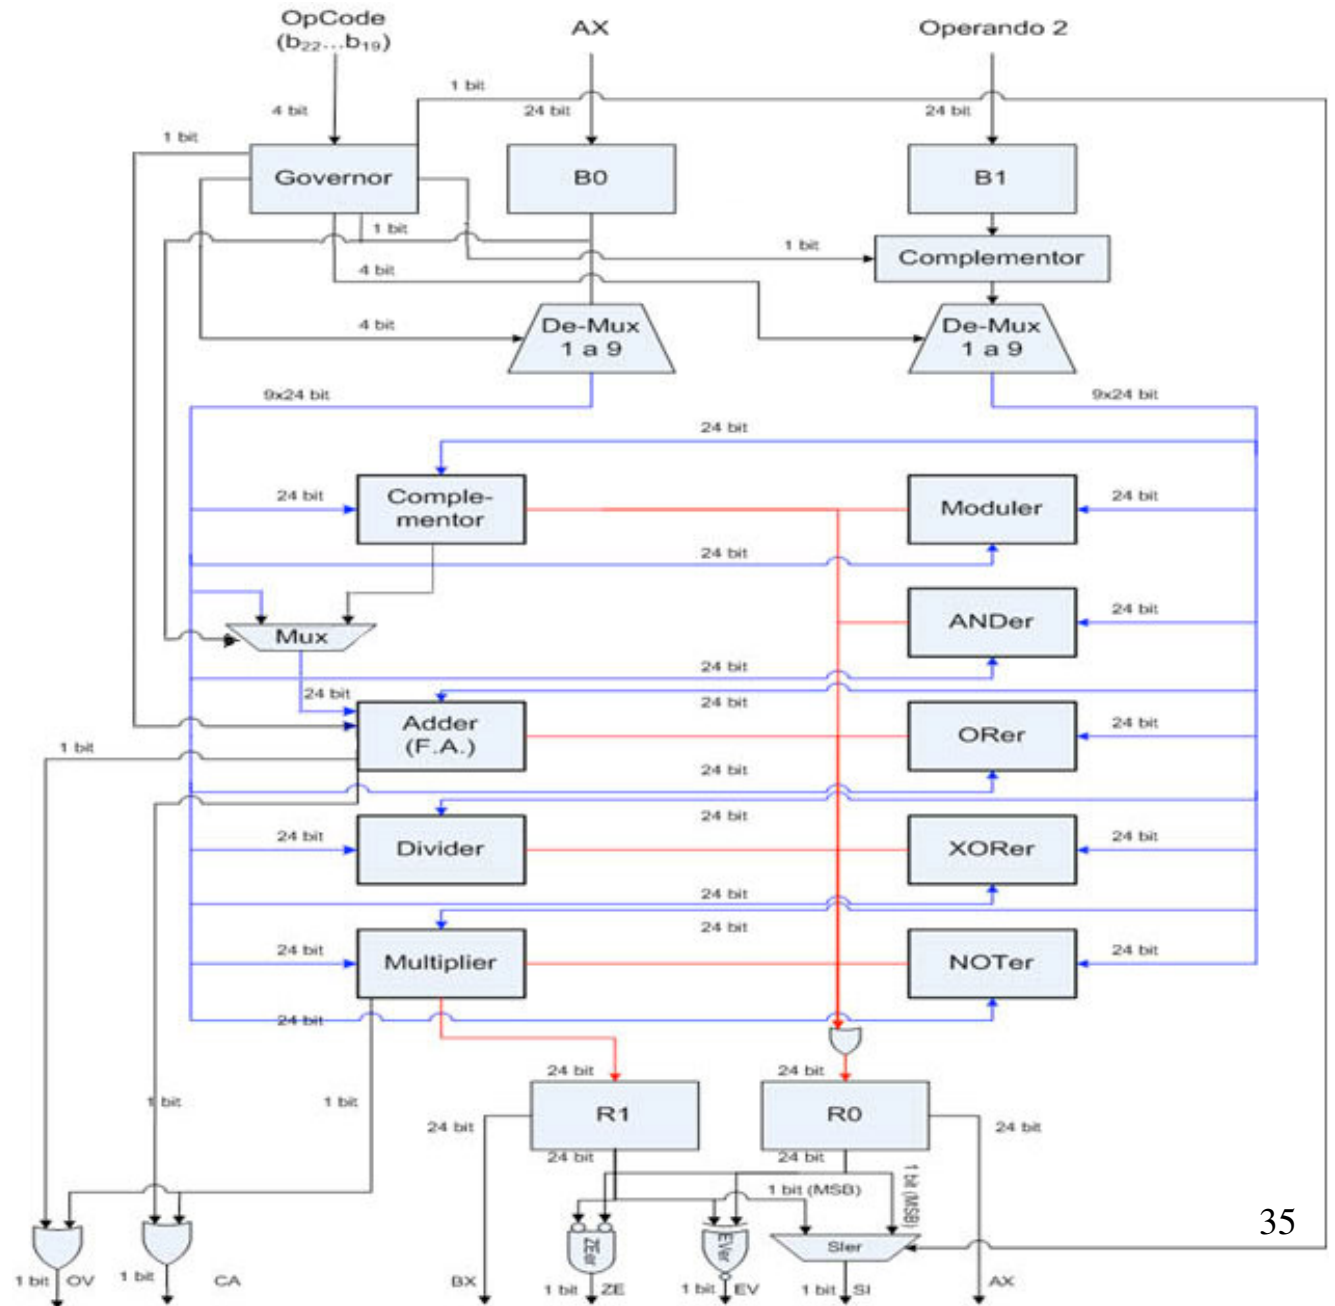 OpCode
(b22...b19)
AX
Operando 2
1 bit
4 bit
24 bit
24 bit
1 bit
Governor
B0
B1
1 bit
1 bit
Complementor
4 bit
4 bit
De-Mux
1 a 9
De-Mux
1 a 9
9x24 bit
9x24 bit
24 bit
24 bit
Comple-
mentor
Moduler
24 bit
24 bit
ANDer
24 bit
Mux
24 bit
24 bit
24 bit
Adder
(F.A.)
ORer
24 bit
1 bit
24 bit
24 bit
24 bit
Divider
XORer
24 bit
24 bit
24 bit
24 bit
Multiplier
NOTer
24 bit
24 bit
24 bit
24 bit
1 bit
1 bit
R1
R0
24 bit
24 bit
24 bit
24 bit
1 bit (MSB)
1 bit (MSB)
35
ZEer
EVer
SIer
1 bit
OV
1 bit
CA
BX
1 bit
ZE
1 bit
EV
1 bit
SI
AX